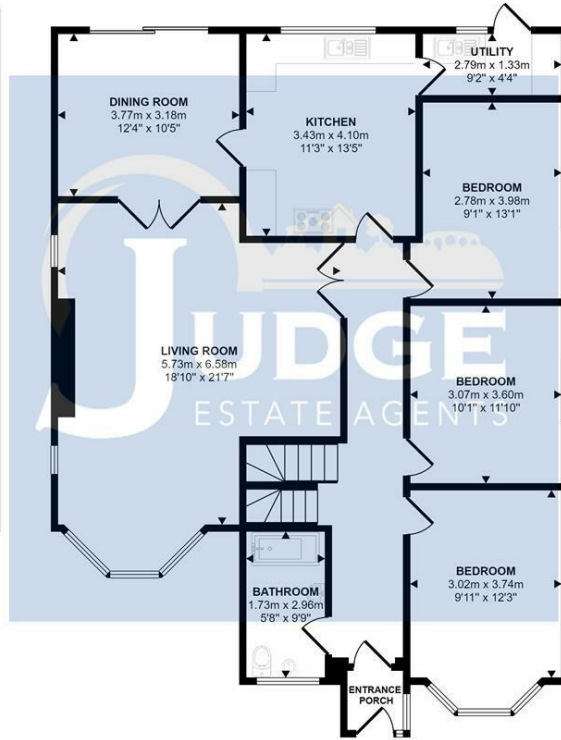 UTILITY
2.79m x 1.33m
9'2" x 4'4"
DINING ROOM
3.77m x 3.18m
12'4" x 10'5"
KITCHEN
3.43m x 4.10m
11'3" x 13'5"
BEDROOM
2.78m x 3.98m
9'1" x 13'1"
JUDGE
ESTATE AGENTS
LIVING ROOM
5.73m x 6.58m
18'10" x 21'7"
BEDROOM
3.07m x 3.60m
10'1" x 11'10"
BEDROOM
3.02m x 3.74m
9'11" x 12'3"
BATHROOM
1.73m x 2.96m
5'8" x 9'9"
ENTRANCE
PORCH